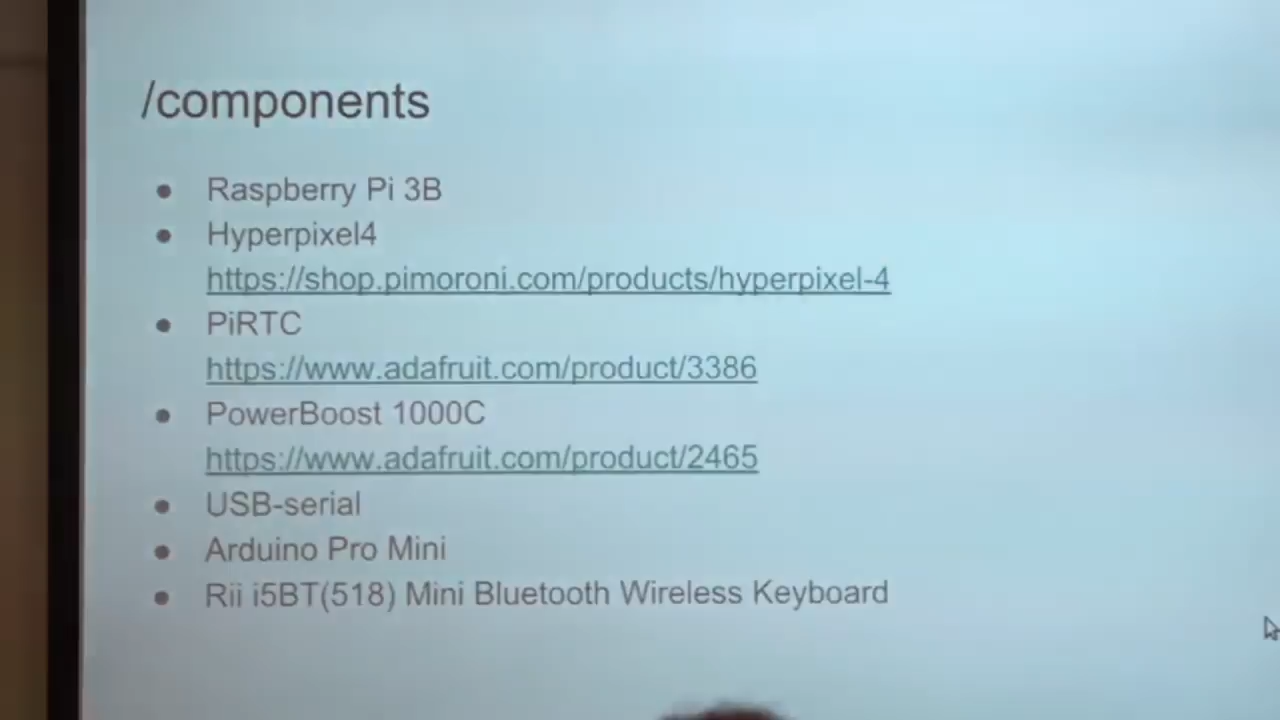 /components
● Raspberry Pi 3B
● Hyperpixel4
https://shop.pimoroni.com/products/hyperpixel-4
● PiRTC
https://www.adafruit.com/product/3386
● PowerBoost 1000C
https://www.adafruit.com/product/2465
● USB-serial
● Arduino Pro Mini
● Rii i5BT(518) Mini Bluetooth Wireless Keyboard